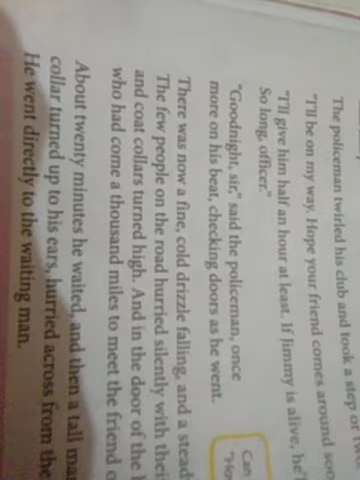 The policeman twirled his club and took a step or
"I'll be on my way. Hope your friend comes around
"I'll give him half an hour at least. If Jimmy is alive,
So long, officer."
"Goodnight, sir," said the policeman, once
more on his beat, checking doors as he went.
There was now a fine, cold drizzle falling, and a
The few people on the road hurried silently with
and coat collars turned high. And in the door of the
who had come a thousand miles to meet the friend
About twenty minutes he waited, and then a tall
collar turned up to his ears, hurried across from the
He went directly to the waiting man.
Can